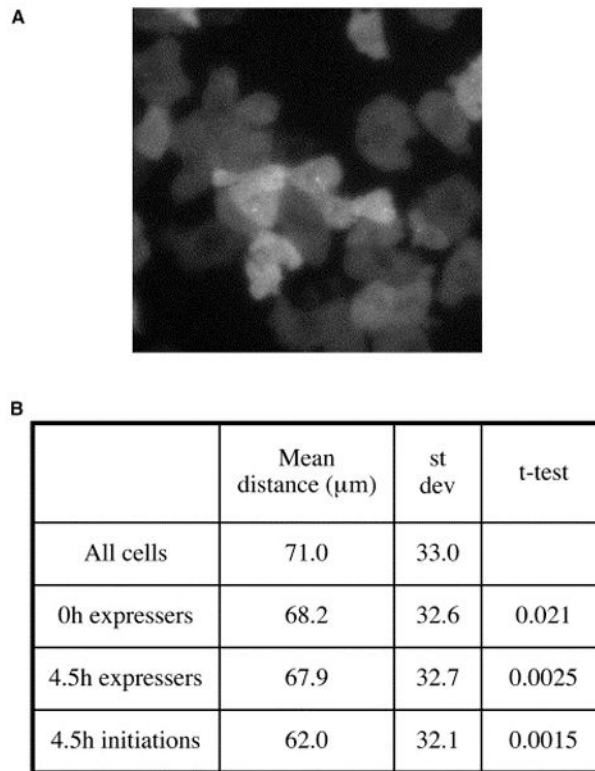 A
B
Mean
distance (μm)
st
dev
t-test
All cells
71.0
33.0
0h expressers
68.2
32.6
0.021
4.5h expressers
67.9
32.7
0.0025
4.5h initiations
62.0
32.1
0.0015